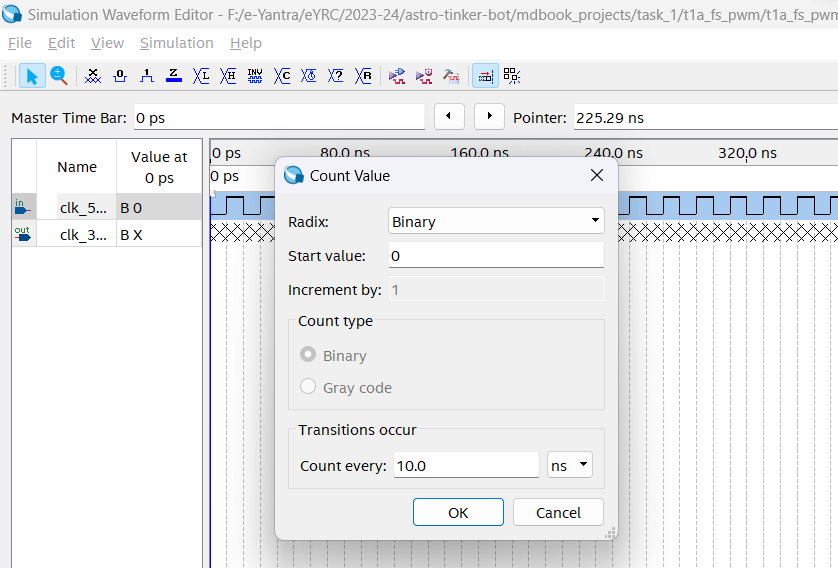 Simulation Waveform Editor - F:/e-Yantra/eYRC/2023-24/astro-tinker-bot/mdbook_projects/task_1/t1a_fs_pwm/t1a_fs_pwm
File Edit View Simulation Help
Master Time Bar: 0 ps Pointer: 225.29 ns
Name Value at 0 ps
0 ps 80.0 ns 160.0 ns 240.0 ns 320.0 ns
0 ps
in clk_5... B 0
out clk_3... B X
Count Value
Radix: Binary
Start value: 0
Increment by: 1
Count type
Binary
Gray code
Transitions occur
Count every: 10.0 ns
OK Cancel